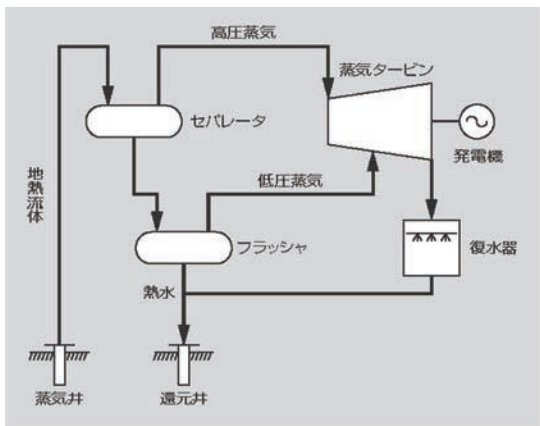 高圧蒸気
蒸気タービン
セパレータ
発電機
地熱流体
低圧蒸気
フラッシャ
復水器
熱水
蒸気井
還元井